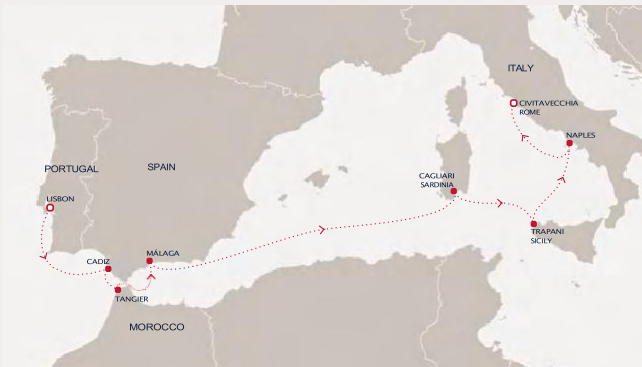 ITALY
CIVITAVECCHIA
ROME
NAPLES
PORTUGAL
SPAIN
CAGLIARI
SARDINIA
LISBON
TRAPANI
SICILY
MÁLAGA
CADIZ
TANGIER
MOROCCO